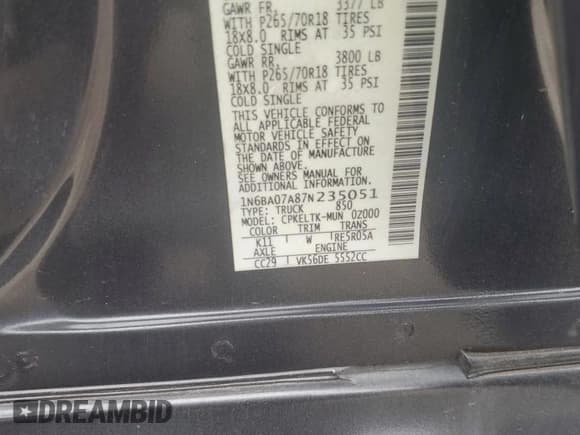 GAWR FR. 3377 LB
WITH P265/70R18 TIRES
18x8.0 RIMS AT 35 PSI
COLD SINGLE
GAWR RR. 3800 LB
WITH P265/70R18 TIRES
18x8.0 RIMS AT 35 PSI
COLD SINGLE
THIS VEHICLE CONFORMS TO
ALL APPLICABLE FEDERAL
MOTOR VEHICLE SAFETY
STANDARDS IN EFFECT ON
THE DATE OF MANUFACTURE
SHOWN ABOVE.
SEE OWNERS MANUAL FOR
ADDITIONAL INFORMATION.
1N6BA07A87N235051
TYPE: TRUCK 850
MODEL: CPKELTK-MUN 02000
COLOR TRIM TRANS
K11 W RE5R05A
AXLE ENGINE
CC29 VK56DE 5552CC
DREAMBID